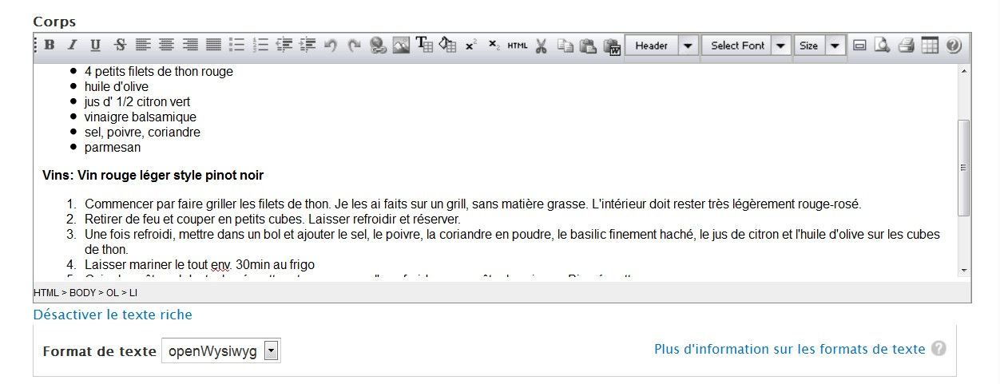 Corps
B I U S x² x₂ HTML Header Select Font Size
4 petits filets de thon rouge
huile d'olive
jus d' 1/2 citron vert
vinaigre balsamique
sel, poivre, coriandre
parmesan
Vins: Vin rouge léger style pinot noir
1. Commencer par faire griller les filets de thon. Je les ai faits sur un grill, sans matière grasse. L'intérieur doit rester très légèrement rouge-rosé.
2. Retirer de feu et couper en petits cubes. Laisser refroidir et réserver.
3. Une fois refroidi, mettre dans un bol et ajouter le sel, le poivre, la coriandre en poudre, le basilic finement haché, le jus de citron et l'huile d'olive sur les cubes
de thon.
4. Laisser mariner le tout env. 30min au frigo
HTML > BODY > OL > LI
Désactiver le texte riche
Format de texte openWysiwyg
Plus d'information sur les formats de texte ?